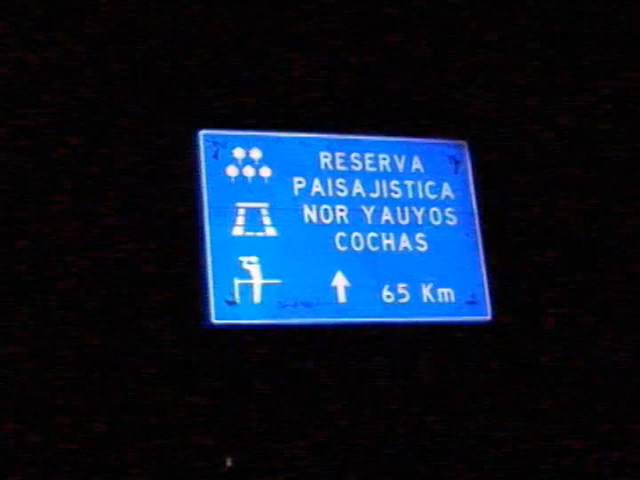 RESERVA
PAISAJISTICA
NOR YAUYOS
COCHAS
65 Km